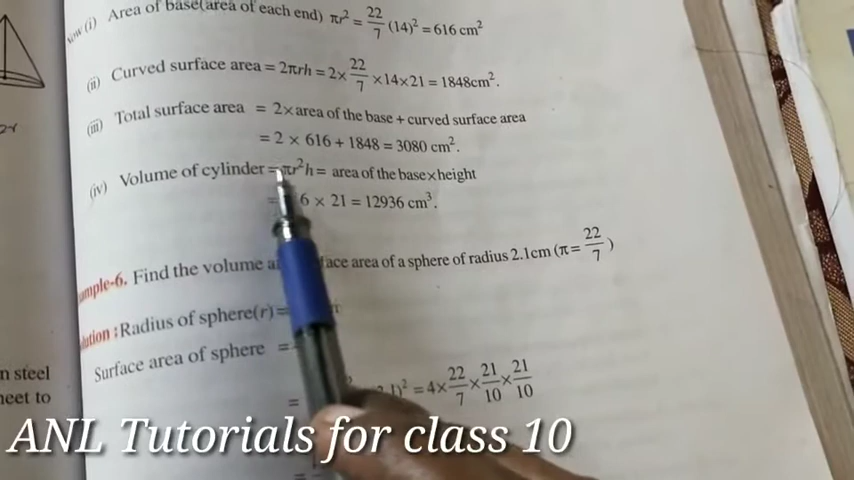 Now (i) Area of base(area of each end) πr² = 22/7 (14)² = 616 cm²
(ii) Curved surface area = 2πrh = 2× 22/7 ×14×21 = 1848cm².
(iii) Total surface area = 2×area of the base + curved surface area
= 2 × 616 + 1848 = 3080 cm².
(iv) Volume of cylinder = πr²h = area of the base×height
= 6 × 21 = 12936 cm³.
mple-6. Find the volume a face area of a sphere of radius 2.1cm (π= 22/7 )
ution : Radius of sphere(r)=
Surface area of sphere =
= )² = 4× 22/7 × 21/10 × 21/10
=
n steel
heet to
ANL Tutorials for class 10